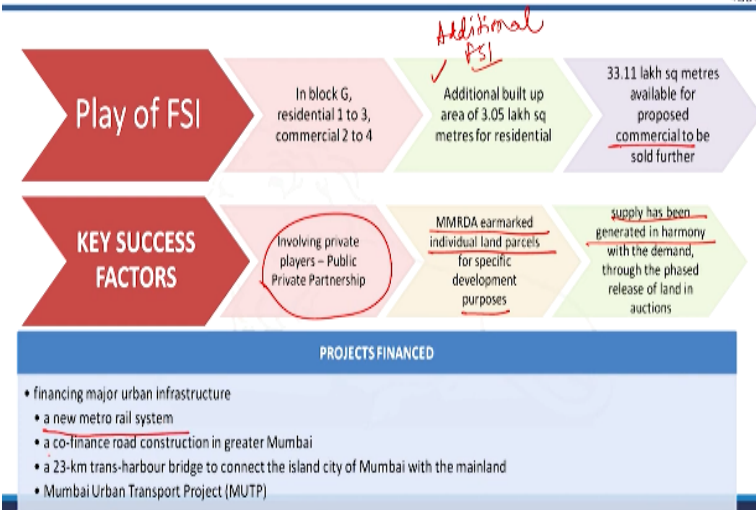 Additional
FSI
Play of FSI
In block G,
residential 1 to 3,
commercial 2 to 4
Additional built up
area of 3.05 lakh sq
metres for residential
33.11 lakh sq metres
available for
proposed
commercial to be
sold further
KEY SUCCESS
FACTORS
Involving private
players – Public
Private Partnership
MMRDA earmarked
individual land parcels
for specific
development
purposes
supply has been
generated in harmony
with the demand,
through the phased
release of land in
auctions
PROJECTS FINANCED
• financing major urban infrastructure
• a new metro rail system
• a co-finance road construction in greater Mumbai
• a 23-km trans-harbour bridge to connect the island city of Mumbai with the mainland
• Mumbai Urban Transport Project (MUTP)